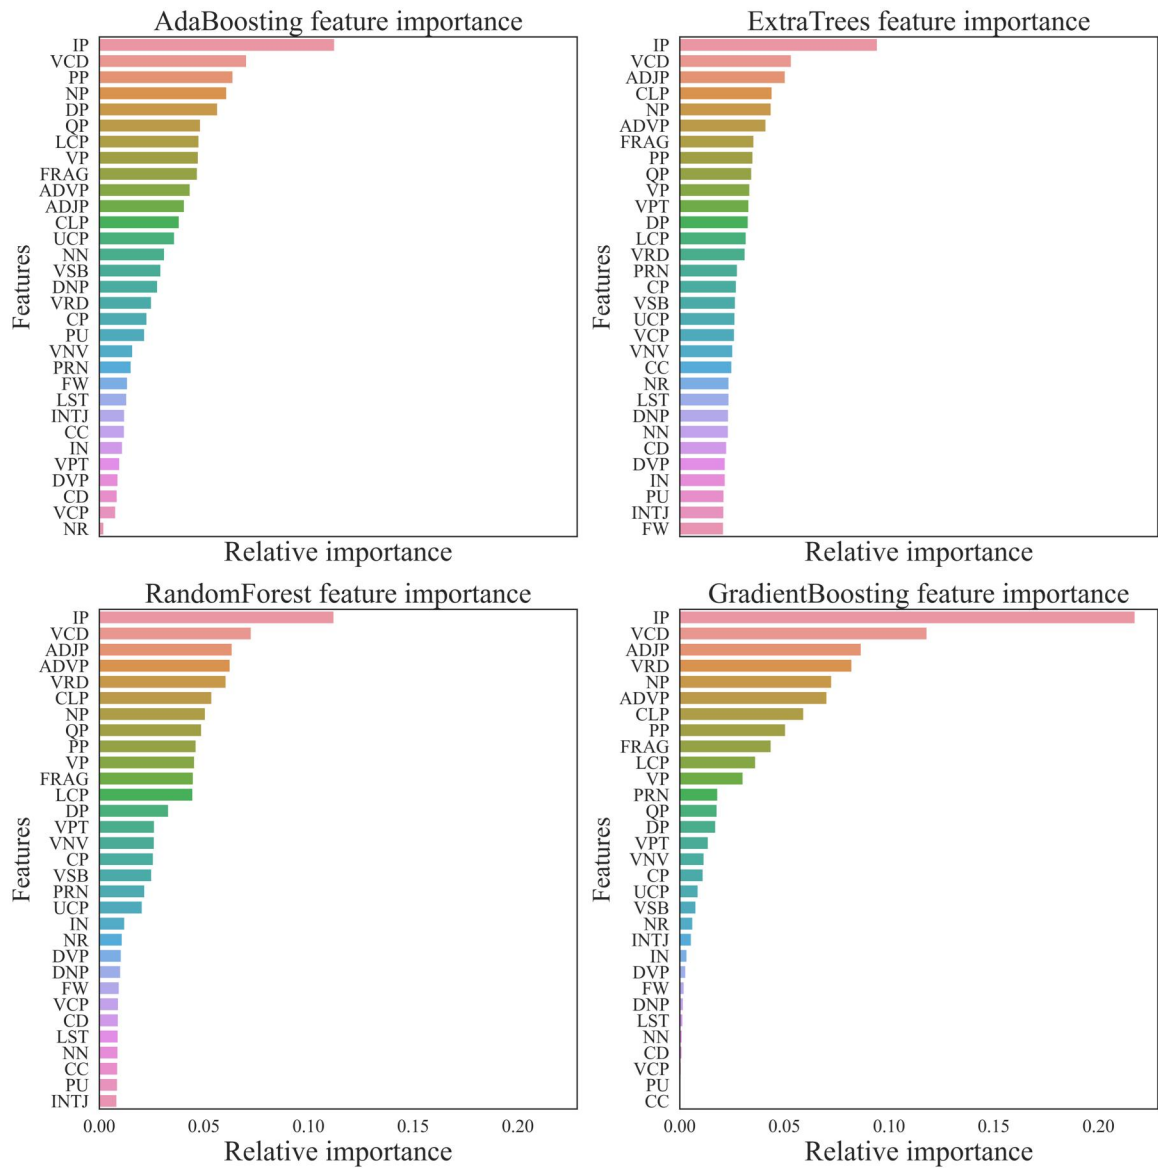 AdaBoosting feature importance
IP
VCD
PP
NP
DP
QP
LCP
VP
FRAG
ADVP
ADJP
CLP
UCP
NN
VSB
DNP
VRD
CP
PU
VNV
PRN
FW
LST
INTJ
CC
IN
VPT
DVP
CD
VCP
NR
Features
Relative importance
ExtraTrees feature importance
IP
VCD
ADJP
CLP
NP
ADVP
FRAG
PP
QP
VP
VPT
DP
LCP
VRD
PRN
CP
VSB
UCP
VCP
VNV
CC
NR
LST
DNP
NN
CD
DVP
IN
PU
INTJ
FW
Features
Relative importance
RandomForest feature importance
IP
VCD
ADJP
ADVP
VRD
CLP
NP
QP
PP
VP
FRAG
LCP
DP
VPT
VNV
CP
VSB
PRN
UCP
IN
NR
DVP
DNP
FW
VCP
CD
LST
NN
CC
PU
INTJ
Features
0.00 0.05 0.10 0.15 0.20
Relative importance
GradientBoosting feature importance
IP
VCD
ADJP
VRD
NP
ADVP
CLP
PP
FRAG
LCP
VP
PRN
QP
DP
VPT
VNV
CP
UCP
VSB
NR
INTJ
IN
DVP
FW
DNP
LST
NN
CD
VCP
PU
CC
Features
0.00 0.05 0.10 0.15 0.20
Relative importance